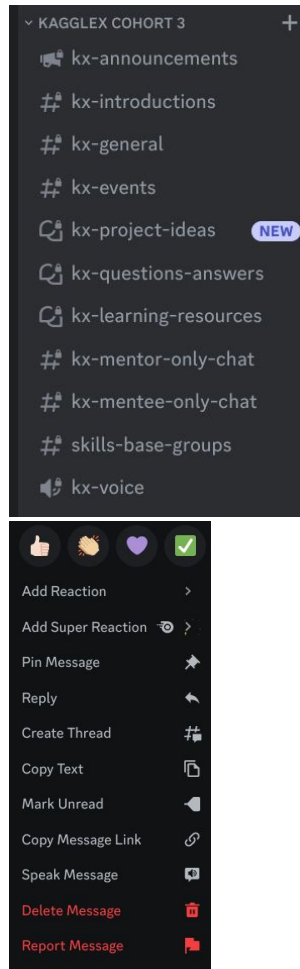 KAGGLEX COHORT 3
kx-announcements
kx-introductions
kx-general
kx-events
kx-project-ideas NEW
kx-questions-answers
kx-learning-resources
kx-mentor-only-chat
kx-mentee-only-chat
skills-base-groups
kx-voice
Add Reaction
Add Super Reaction
Pin Message
Reply
Create Thread
Copy Text
Mark Unread
Copy Message Link
Speak Message
Delete Message
Report Message